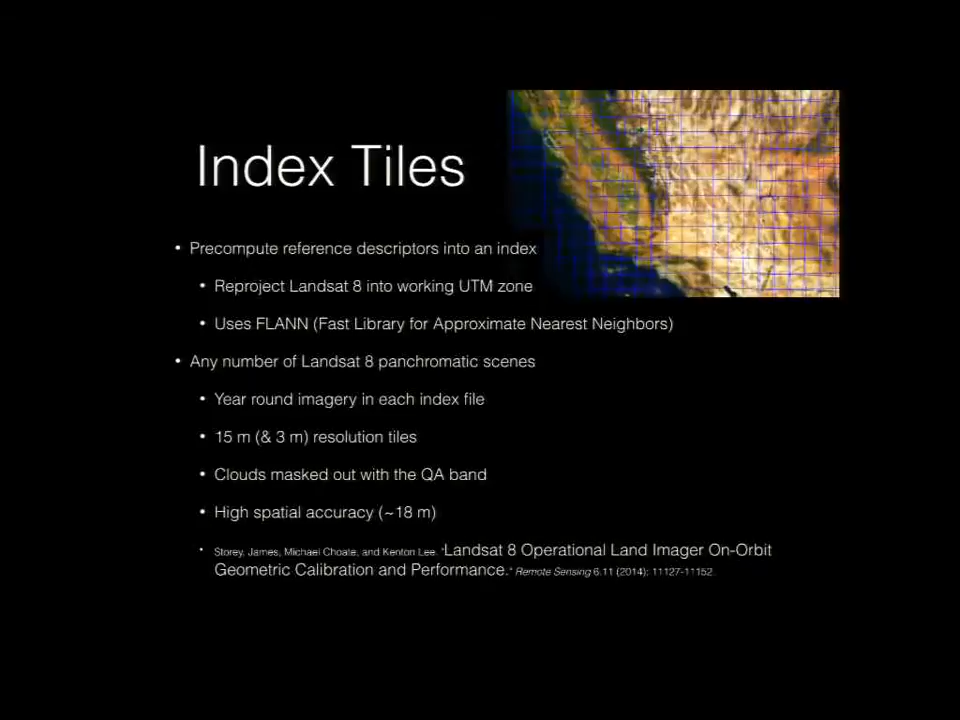 Index Tiles
• Precompute reference descriptors into an index
• Reproject Landsat 8 into working UTM zone
• Uses FLANN (Fast Library for Approximate Nearest Neighbors)
• Any number of Landsat 8 panchromatic scenes
• Year round imagery in each index file
• 15 m (& 3 m) resolution tiles
• Clouds masked out with the QA band
• High spatial accuracy (~18 m)
• Storey, James, Michael Choate, and Kenton Lee. "Landsat 8 Operational Land Imager On-Orbit
Geometric Calibration and Performance." Remote Sensing 6.11 (2014): 11127-11152.